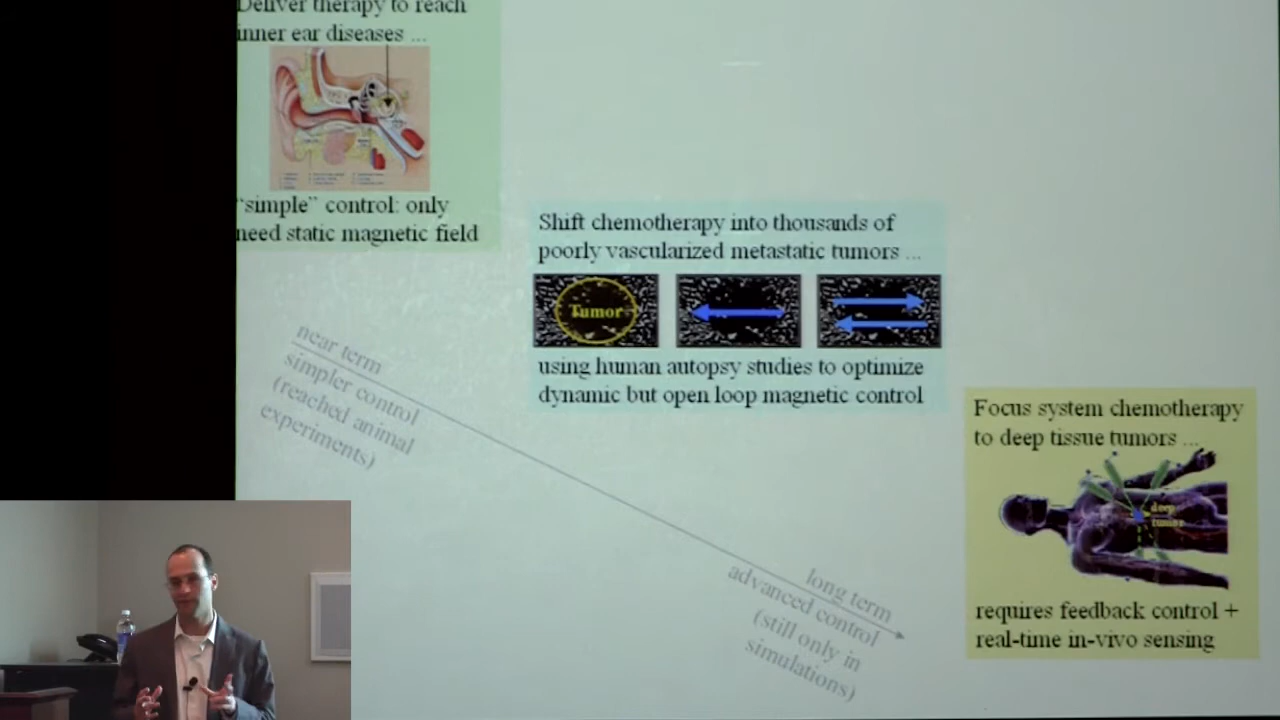 Deliver therapy to reach
inner ear diseases ...
"simple" control: only
need static magnetic field
Shift chemotherapy into thousands of
poorly vascularized metastatic tumors ...
Tumor
using human autopsy studies to optimize
dynamic but open loop magnetic control
near term
simpler control
(reached animal
experiments)
Focus system chemotherapy
to deep tissue tumors ...
deep
tumor
requires feedback control +
real-time in-vivo sensing
long term
advanced control
(still only in
simulations)